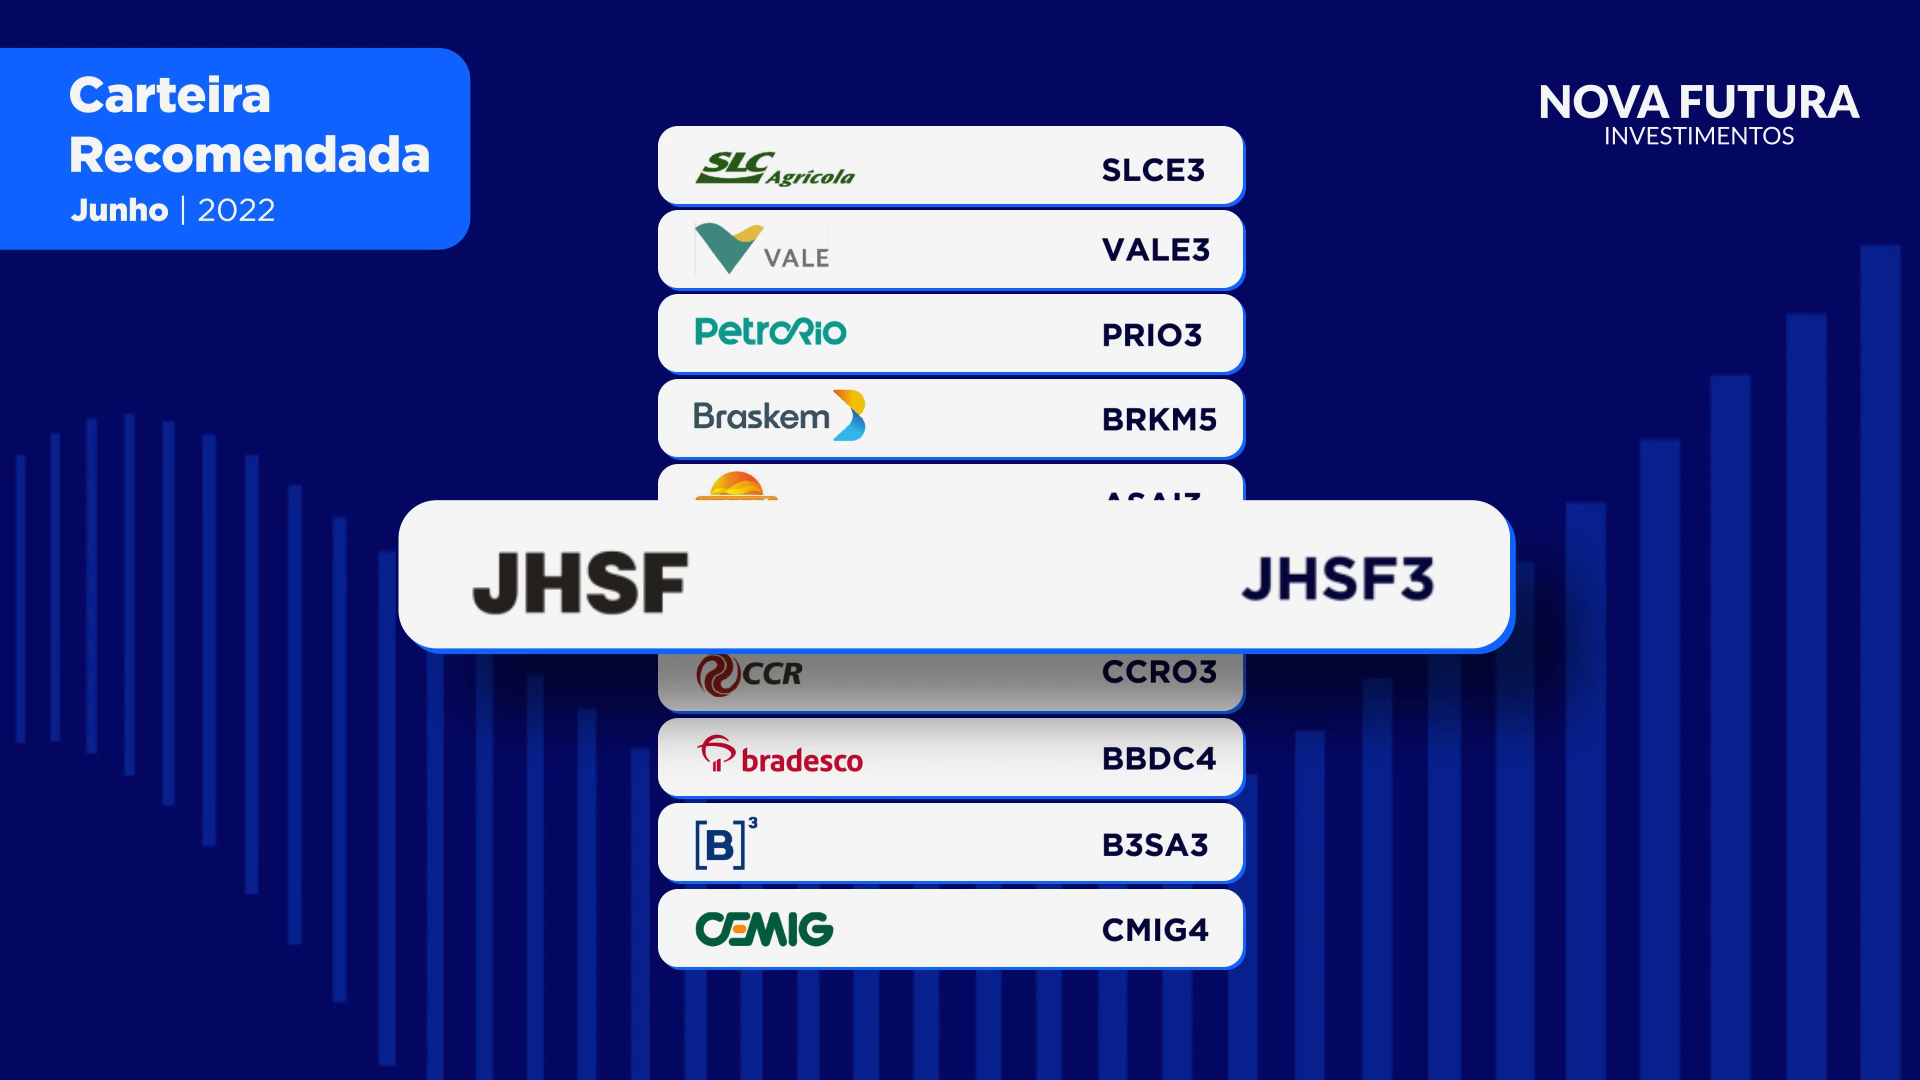 Carteira
Recomendada
Junho | 2022
NOVA FUTURA
INVESTIMENTOS
SLC Agrícola SLCE3
VALE VALE3
PetroRio PRIO3
Braskem BRKM5
ASAI3
JHSF JHSF3
CCR CCRO3
bradesco BBDC4
[B]³ B3SA3
CEMIG CMIG4